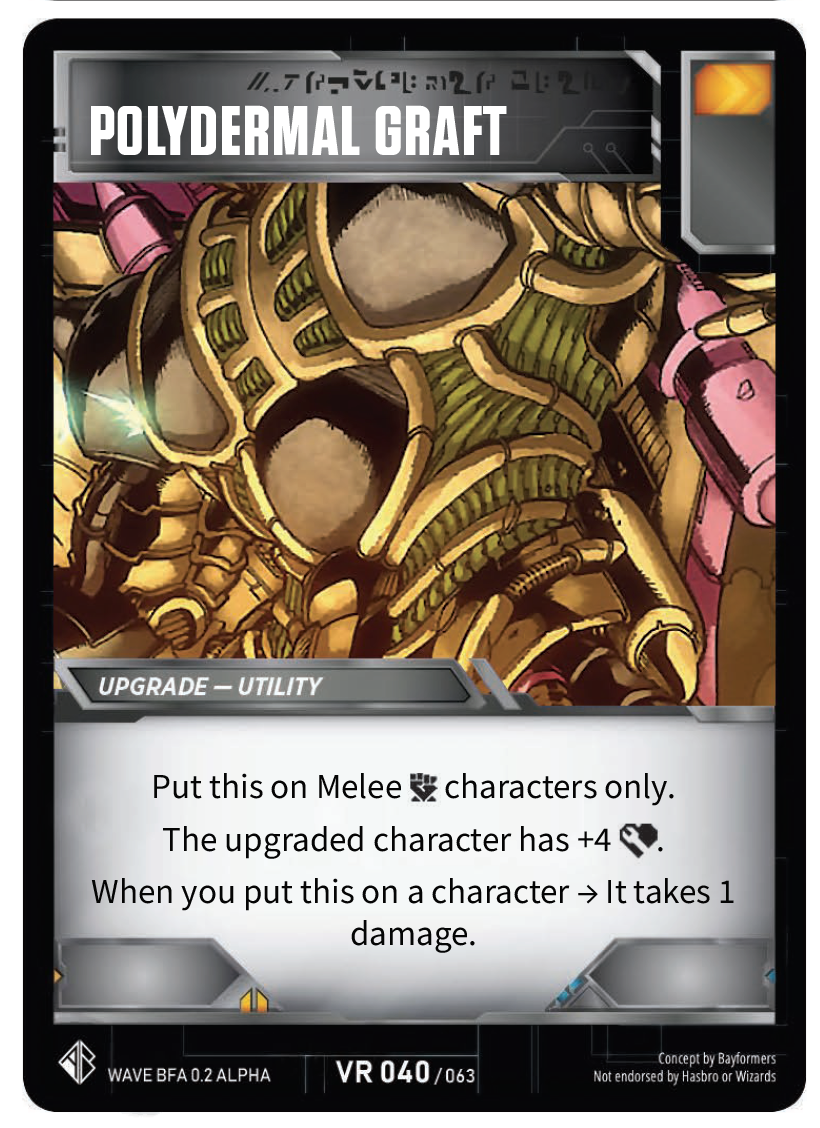 POLYDERMAL GRAFT
UPGRADE – UTILITY
Put this on Melee characters only.
The upgraded character has +4 .
When you put this on a character → It takes 1
damage.
WAVE BFA 0.2 ALPHA
VR 040/063
Concept by Bayformers
Not endorsed by Hasbro or Wizards